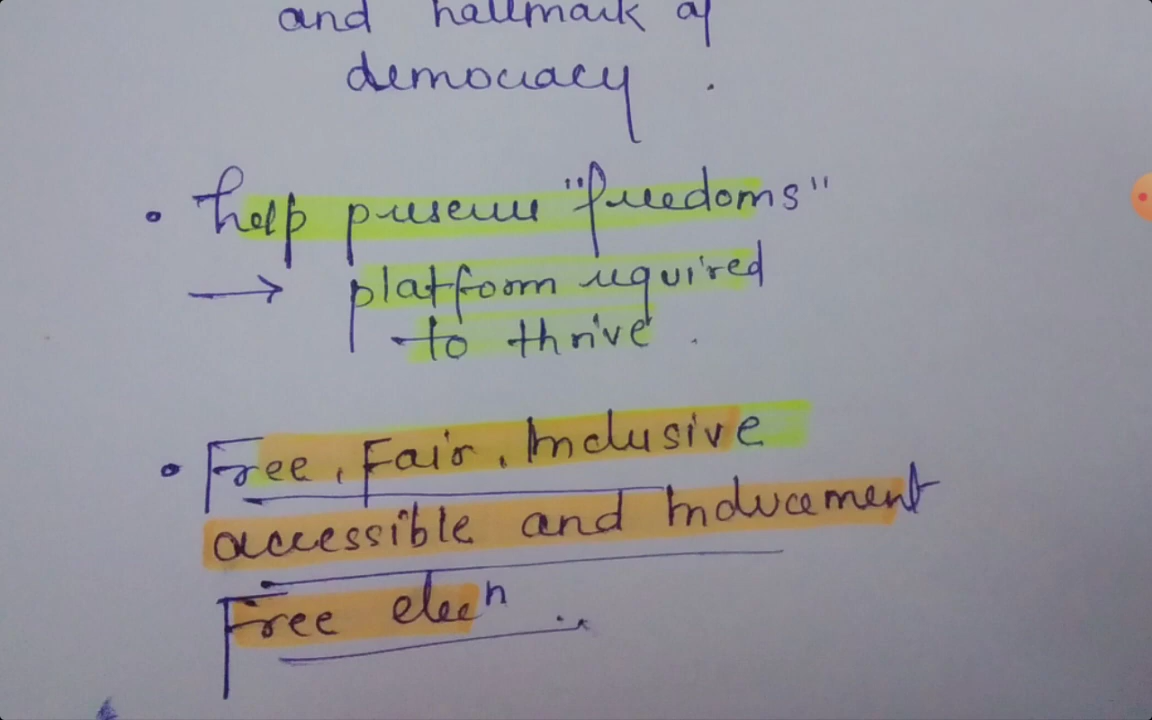 and hallmark of
democracy .
• help preserve "freedoms"
→ platform required
to thrive .
• Free, Fair, Inclusive
accessible and Inducement
Free elecⁿ ..